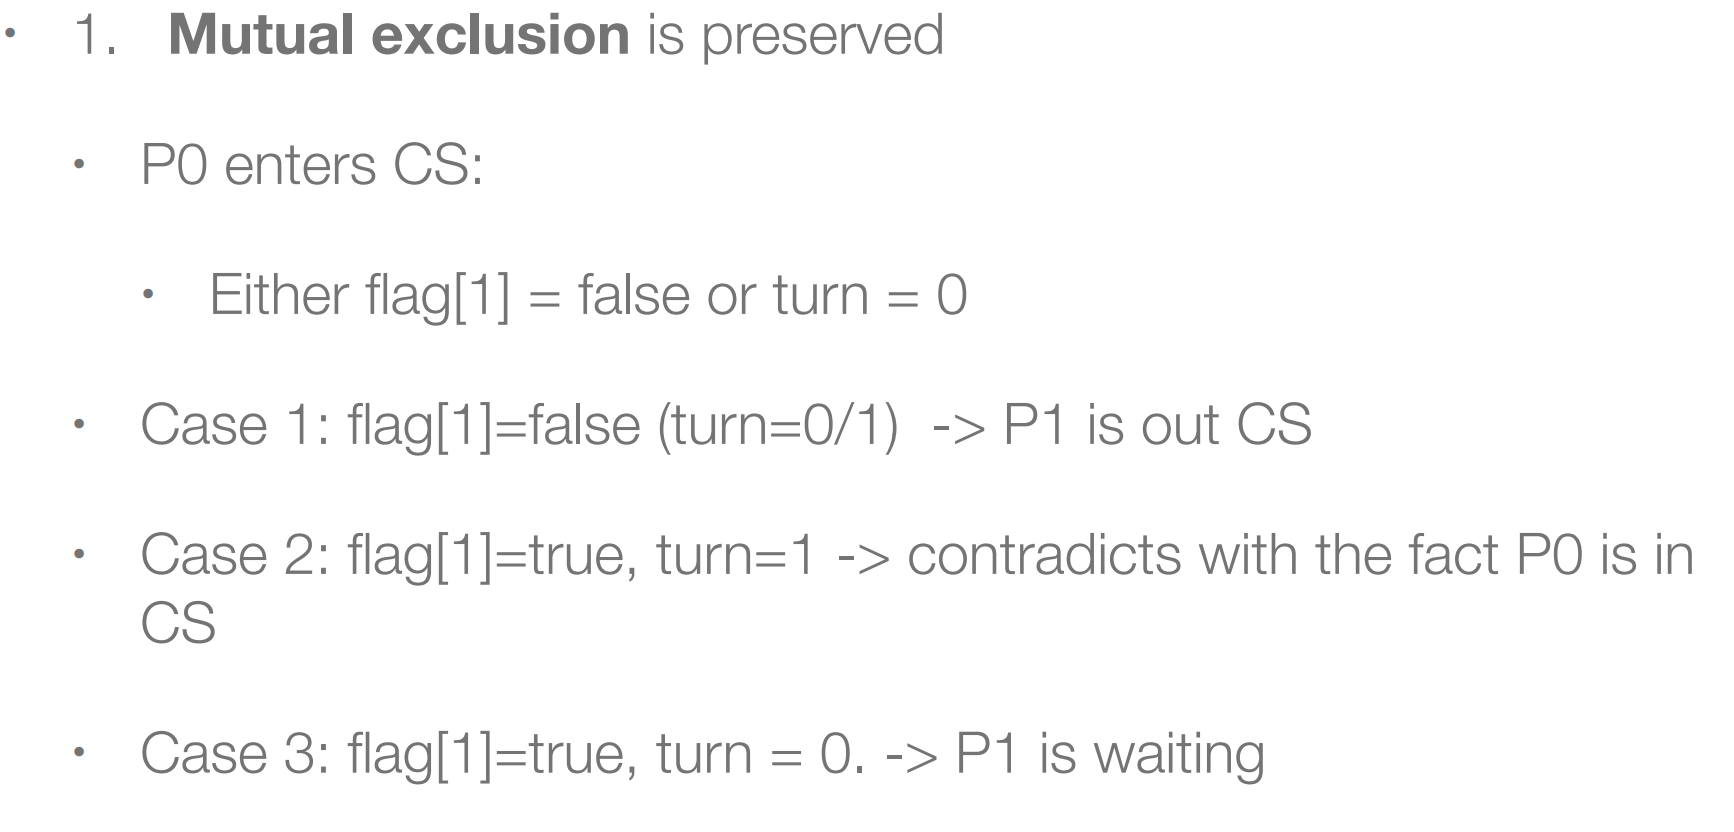 • 1. Mutual exclusion is preserved
• P0 enters CS:
• Either flag[1] = false or turn = 0
• Case 1: flag[1]=false (turn=0/1) -> P1 is out CS
• Case 2: flag[1]=true, turn=1 -> contradicts with the fact P0 is in
CS
• Case 3: flag[1]=true, turn = 0. -> P1 is waiting